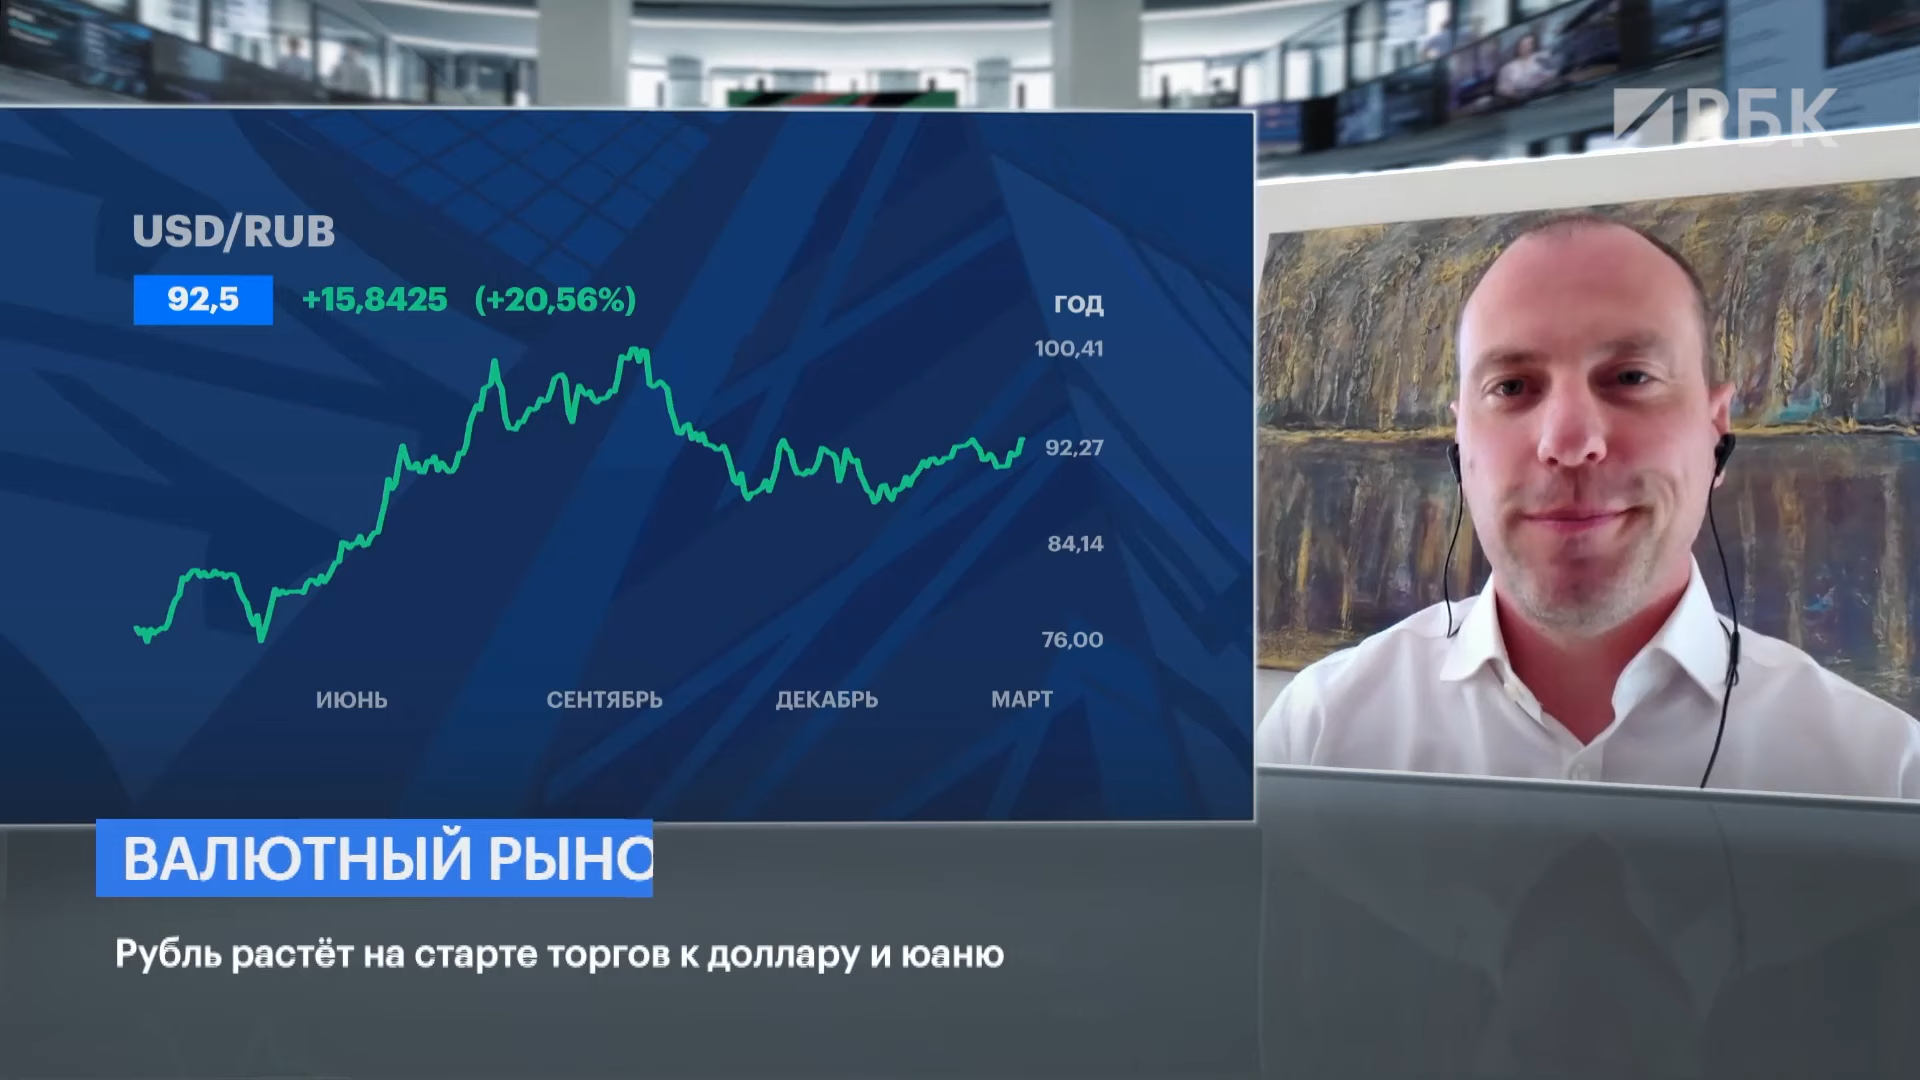 РБК
USD/RUB
92,5 +15,8425 (+20,56%)
ГОД
100,41
92,27
84,14
76,00
ИЮНЬ СЕНТЯБРЬ ДЕКАБРЬ МАРТ
ВАЛЮТНЫЙ РЫНО
Рубль растёт на старте торгов к доллару и юаню